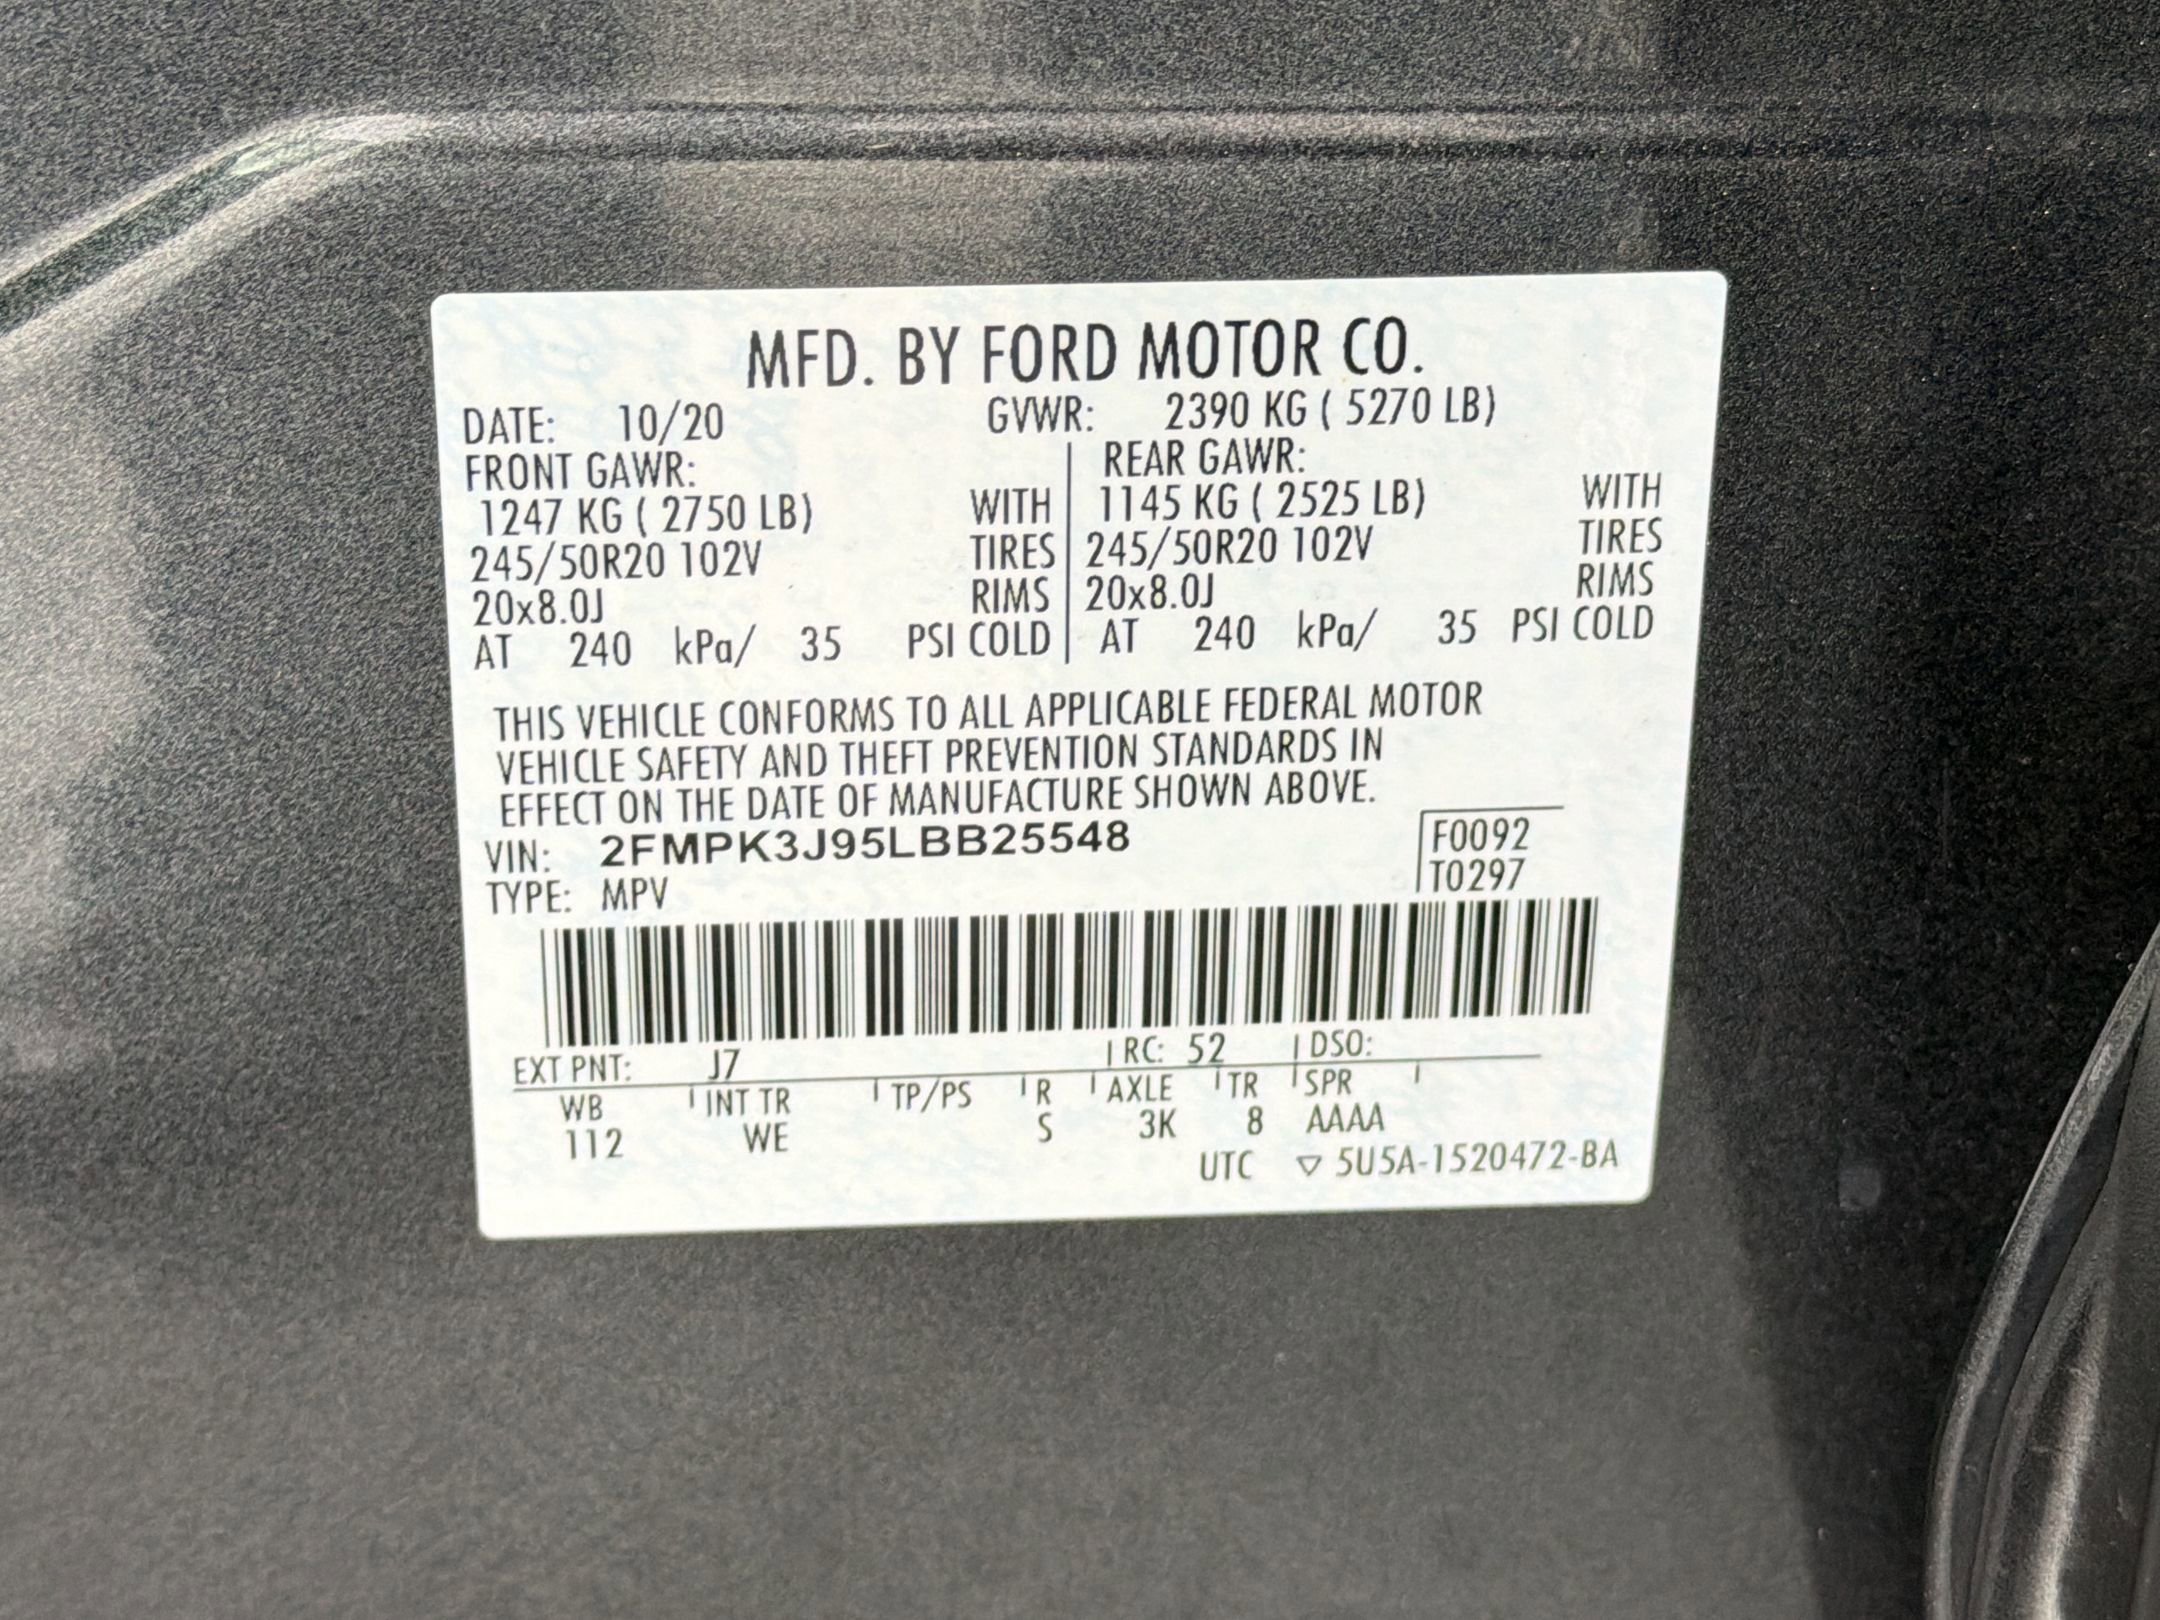 MFD. BY FORD MOTOR CO.
DATE: 10/20 GVWR: 2390 KG ( 5270 LB)
FRONT GAWR: REAR GAWR:
1247 KG ( 2750 LB) WITH 1145 KG ( 2525 LB) WITH
245/50R20 102V TIRES 245/50R20 102V TIRES
20x8.0J RIMS 20x8.0J RIMS
AT 240 kPa/ 35 PSI COLD AT 240 kPa/ 35 PSI COLD
THIS VEHICLE CONFORMS TO ALL APPLICABLE FEDERAL MOTOR
VEHICLE SAFETY AND THEFT PREVENTION STANDARDS IN
EFFECT ON THE DATE OF MANUFACTURE SHOWN ABOVE.
VIN: 2FMPK3J95LBB25548 F0092
TYPE: MPV T0297
EXT PNT: J7 RC: 52 DSO:
WB INT TR TP/PS R AXLE TR SPR
112 WE S 3K 8 AAAA
UTC ▽ 5U5A-1520472-BA